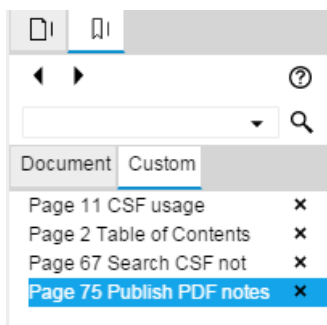 Document Custom
Page 11 CSF usage
Page 2 Table of Contents
Page 67 Search CSF not
Page 75 Publish PDF notes